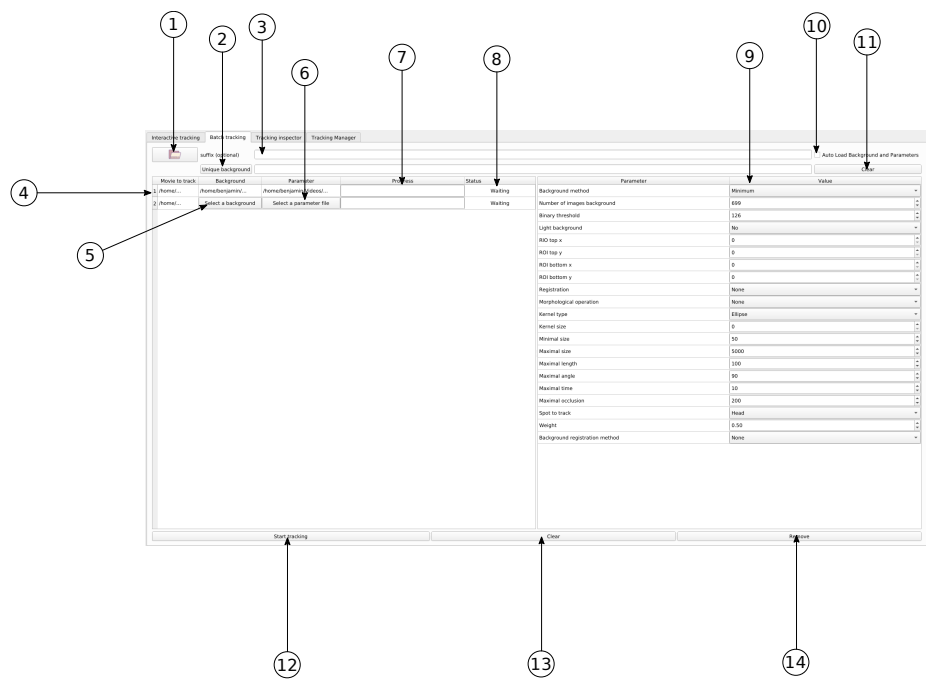 1
2
3
4
5
6
7
8
9
10
11
12
13
14
Interactive tracking Batch tracking Tracking inspector Tracking Manager
suffix (optional) Auto Load Background and Parameters
Unique background Clear
Movie to track Background Parameter Progress Status Parameter Value
1 /home/... /home/benjamin/... /home/benjamin/Videos/... Waiting
2 /home/... Select a background Select a parameter file Waiting
Background method Minimum
Number of images background 699
Binary threshold 126
Light background No
RIO top x 0
ROI top y 0
ROI bottom x 0
ROI bottom y 0
Registration None
Morphological operation None
Kernel type Ellipse
Kernel size 0
Minimal size 50
Maximal size 5000
Maximal length 100
Maximal angle 90
Maximal time 10
Maximal occlusion 200
Spot to track Head
Weight 0.50
Background registration method None
Start tracking Clear Remove